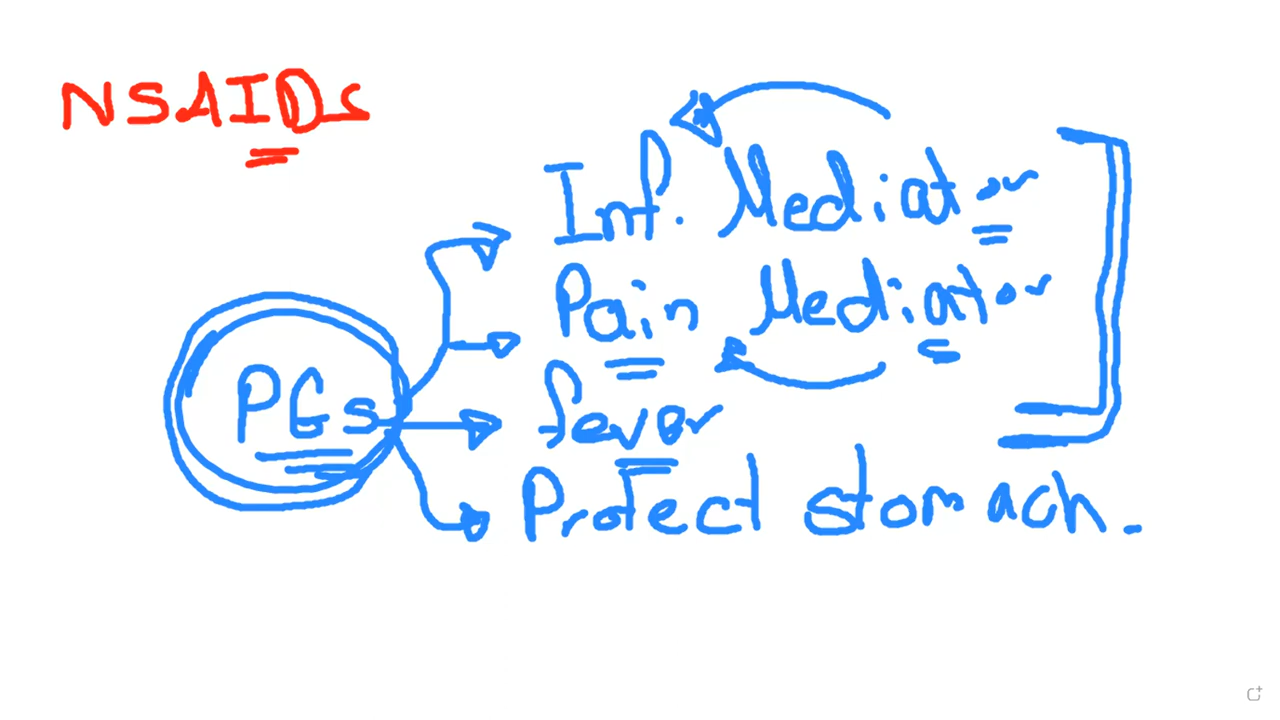 NSAIDs
Inf. Mediator
Pain Mediator
PGs
fever
Protect stomach.